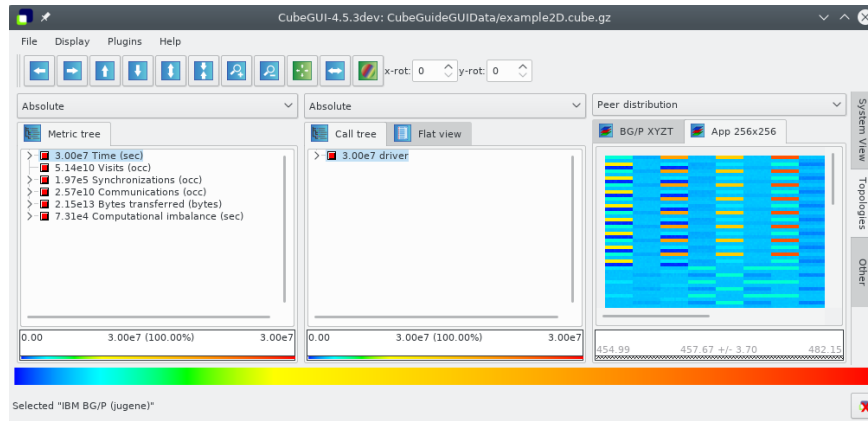 CubeGUI-4.5.3dev: CubeGuideGUIData/example2D.cube.gz
File Display Plugins Help
x-rot: 0 y-rot: 0
Absolute Absolute Peer distribution
Metric tree Call tree Flat view BG/P XYZT App 256x256
3.00e7 Time (sec) 3.00e7 driver
5.14e10 Visits (occ)
1.97e5 Synchronizations (occ)
2.57e10 Communications (occ)
2.15e13 Bytes transferred (bytes)
7.31e4 Computational imbalance (sec)
System View
Topologies
Other
0.00 3.00e7 (100.00%) 3.00e7 0.00 3.00e7 (100.00%) 3.00e7 454.99 457.67 +/- 3.70 482.15
Selected "IBM BG/P (jugene)"